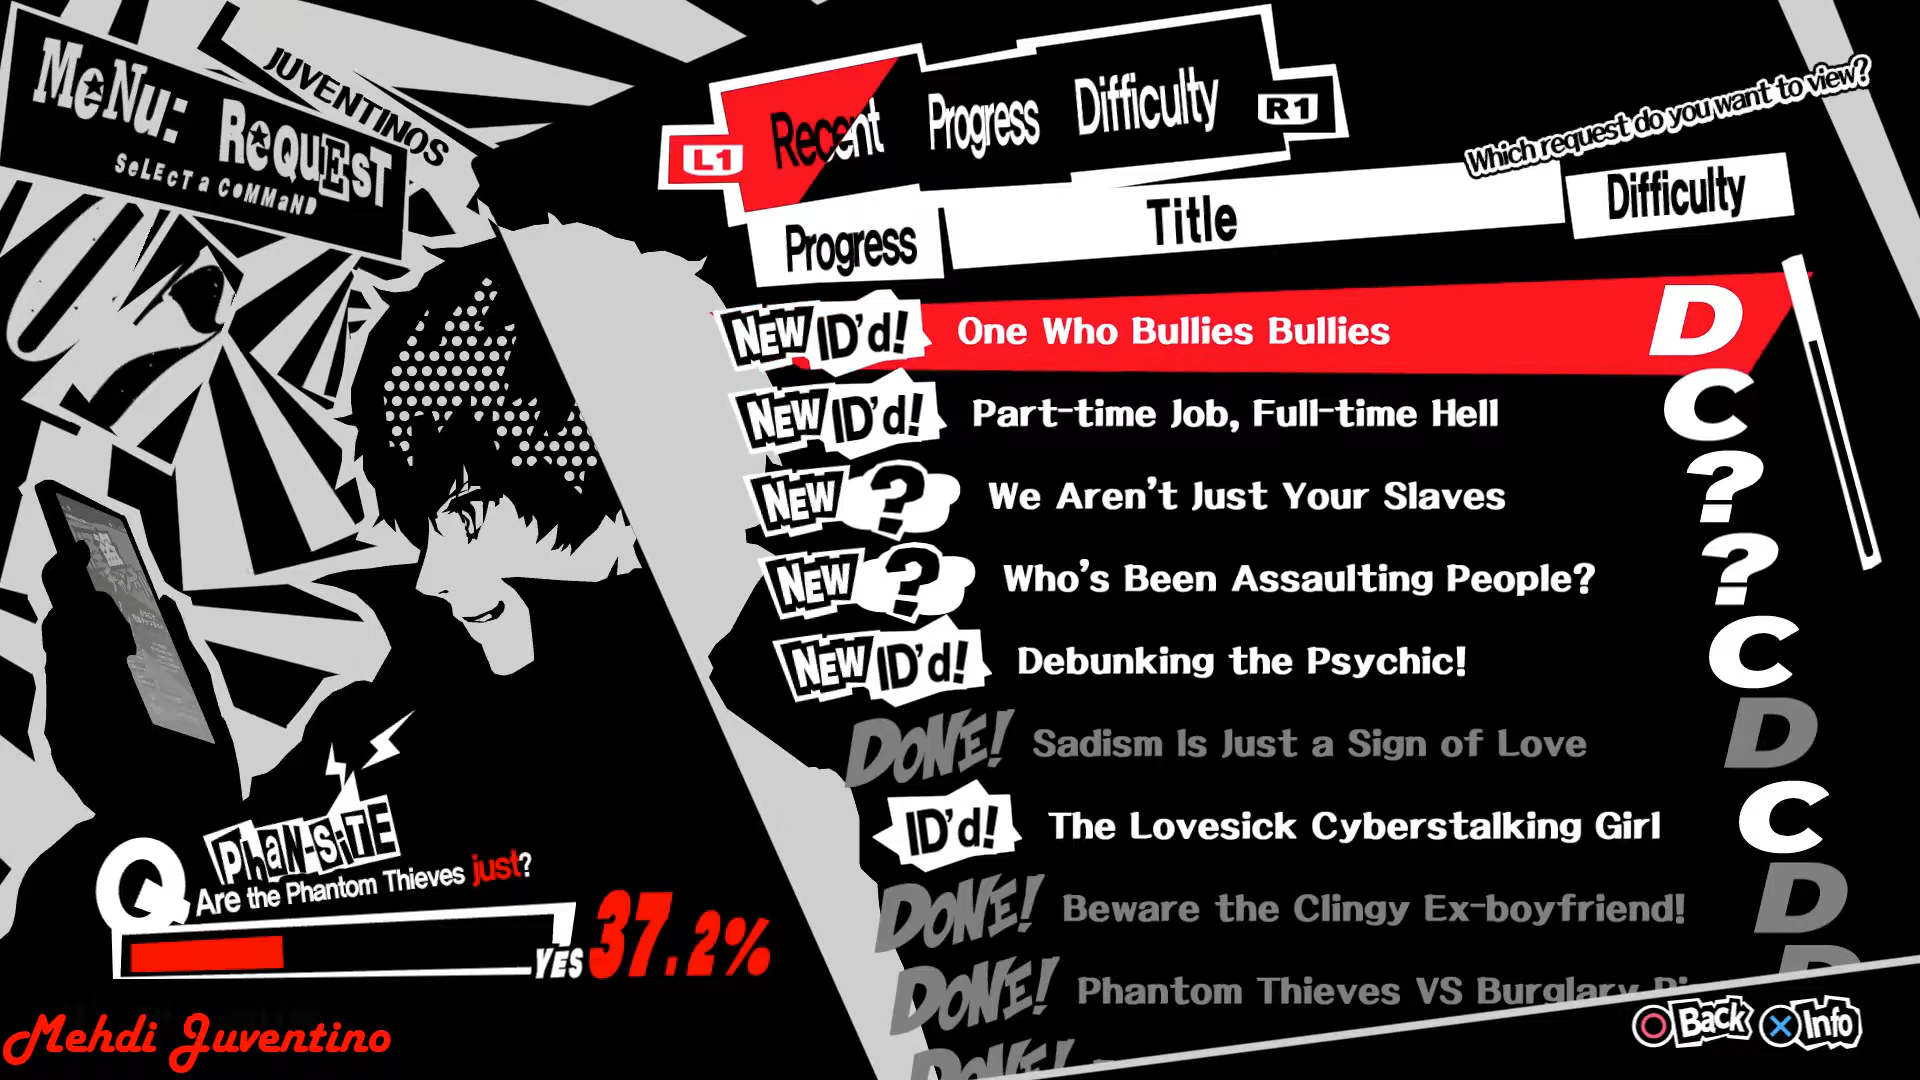 MeNu: ReQuEsT
SeLEcT a CoMMaND
JUVENTINOS
L1 Recent Progress Difficulty R1
Which request do you want to view?
Progress Title Difficulty
NEW ID'd! One Who Bullies Bullies D
NEW ID'd! Part-time Job, Full-time Hell C
NEW ? We Aren't Just Your Slaves ?
NEW ? Who's Been Assaulting People? ?
NEW ID'd! Debunking the Psychic! C
DONE! Sadism Is Just a Sign of Love D
ID'd! The Lovesick Cyberstalking Girl C
DONE! Beware the Clingy Ex-boyfriend! D
DONE! Phantom Thieves VS Burglary D
DONE!
PhaN-SiTE
Q Are the Phantom Thieves just?
YES 37.2%
Back Info
Mehdi Juventino